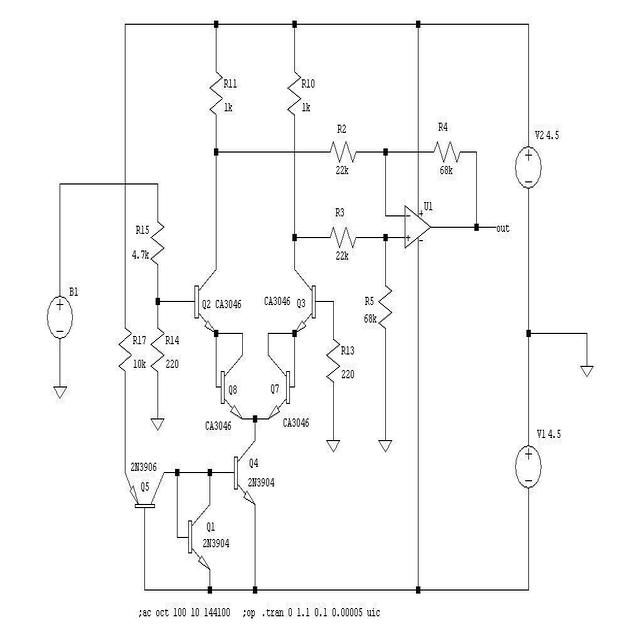 R11
1k
R10
1k
R2
22k
R4
68k
V2 4.5
U1
out
R15
4.7k
R3
22k
B1
Q2 CA3046
CA3046 Q3
R5
68k
R17
10k
R14
220
R13
220
Q8
Q7
CA3046
CA3046
V1 4.5
2N3906
Q5
Q4
2N3904
Q1
2N3904
;ac oct 100 10 144100 ;op .tran 0 1.1 0.1 0.00005 uic